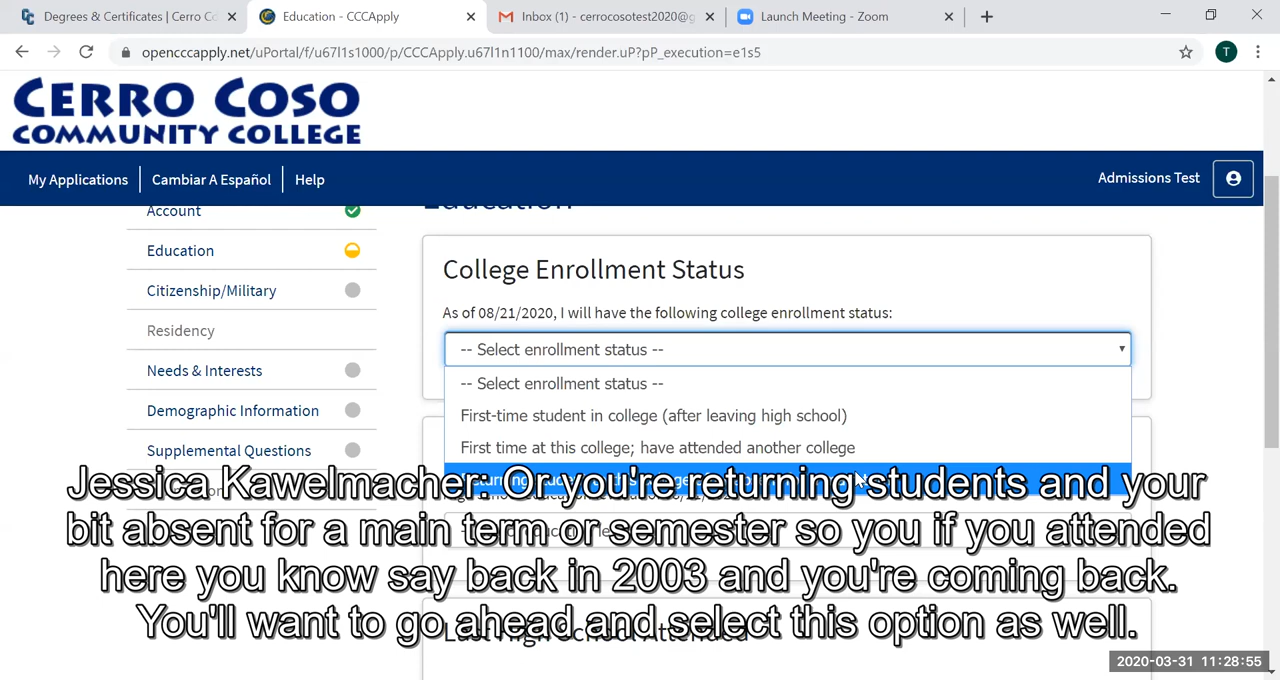 Degrees & Certificates | Cerro Co
Education - CCCApply
Inbox (1) - cerrocosotest2020@g
Launch Meeting - Zoom
opencccapply.net/uPortal/f/u67l1s1000/p/CCCApply.u67l1n1100/max/render.uP?pP_execution=e1s5
T
CERRO COSO
COMMUNITY COLLEGE
My Applications
Cambiar A Español
Help
Admissions Test
Education
Account
Education
Citizenship/Military
Residency
Needs & Interests
Demographic Information
Supplemental Questions
College Enrollment Status
As of 08/21/2020, I will have the following college enrollment status:
-- Select enrollment status --
-- Select enrollment status --
First-time student in college (after leaving high school)
First time at this college; have attended another college
Jessica Kawelmacher: Or you're returning students and your
bit absent for a main term or semester so you if you attended
here you know say back in 2003 and you're coming back.
You'll want to go ahead and select this option as well.
Last High School Attended
2020-03-31 11:28:55